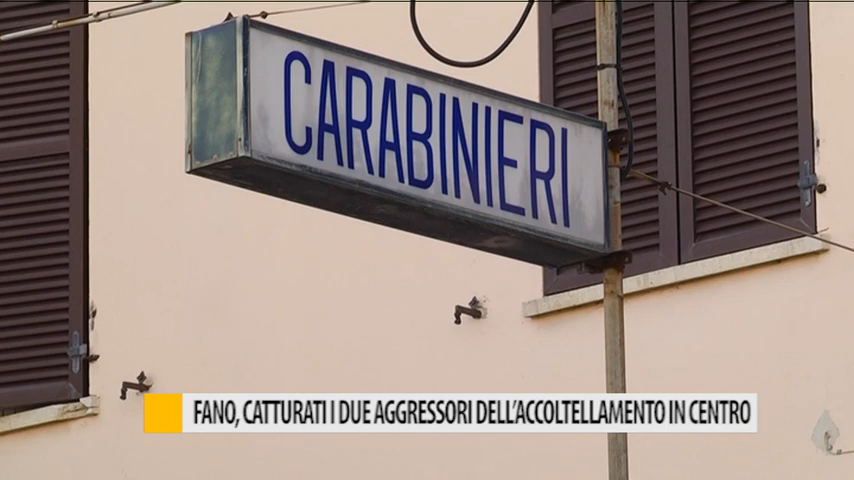 CARABINIERI
FANO, CATTURATI I DUE AGGRESSORI DELL'ACCOLTELLAMENTO IN CENTRO